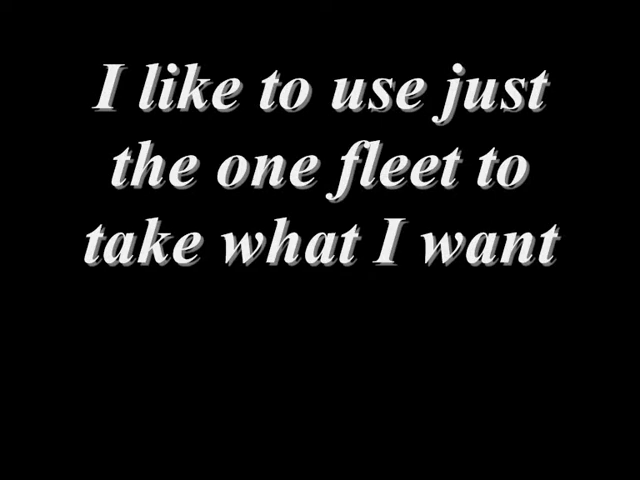 I like to use just
the one fleet to
take what I want